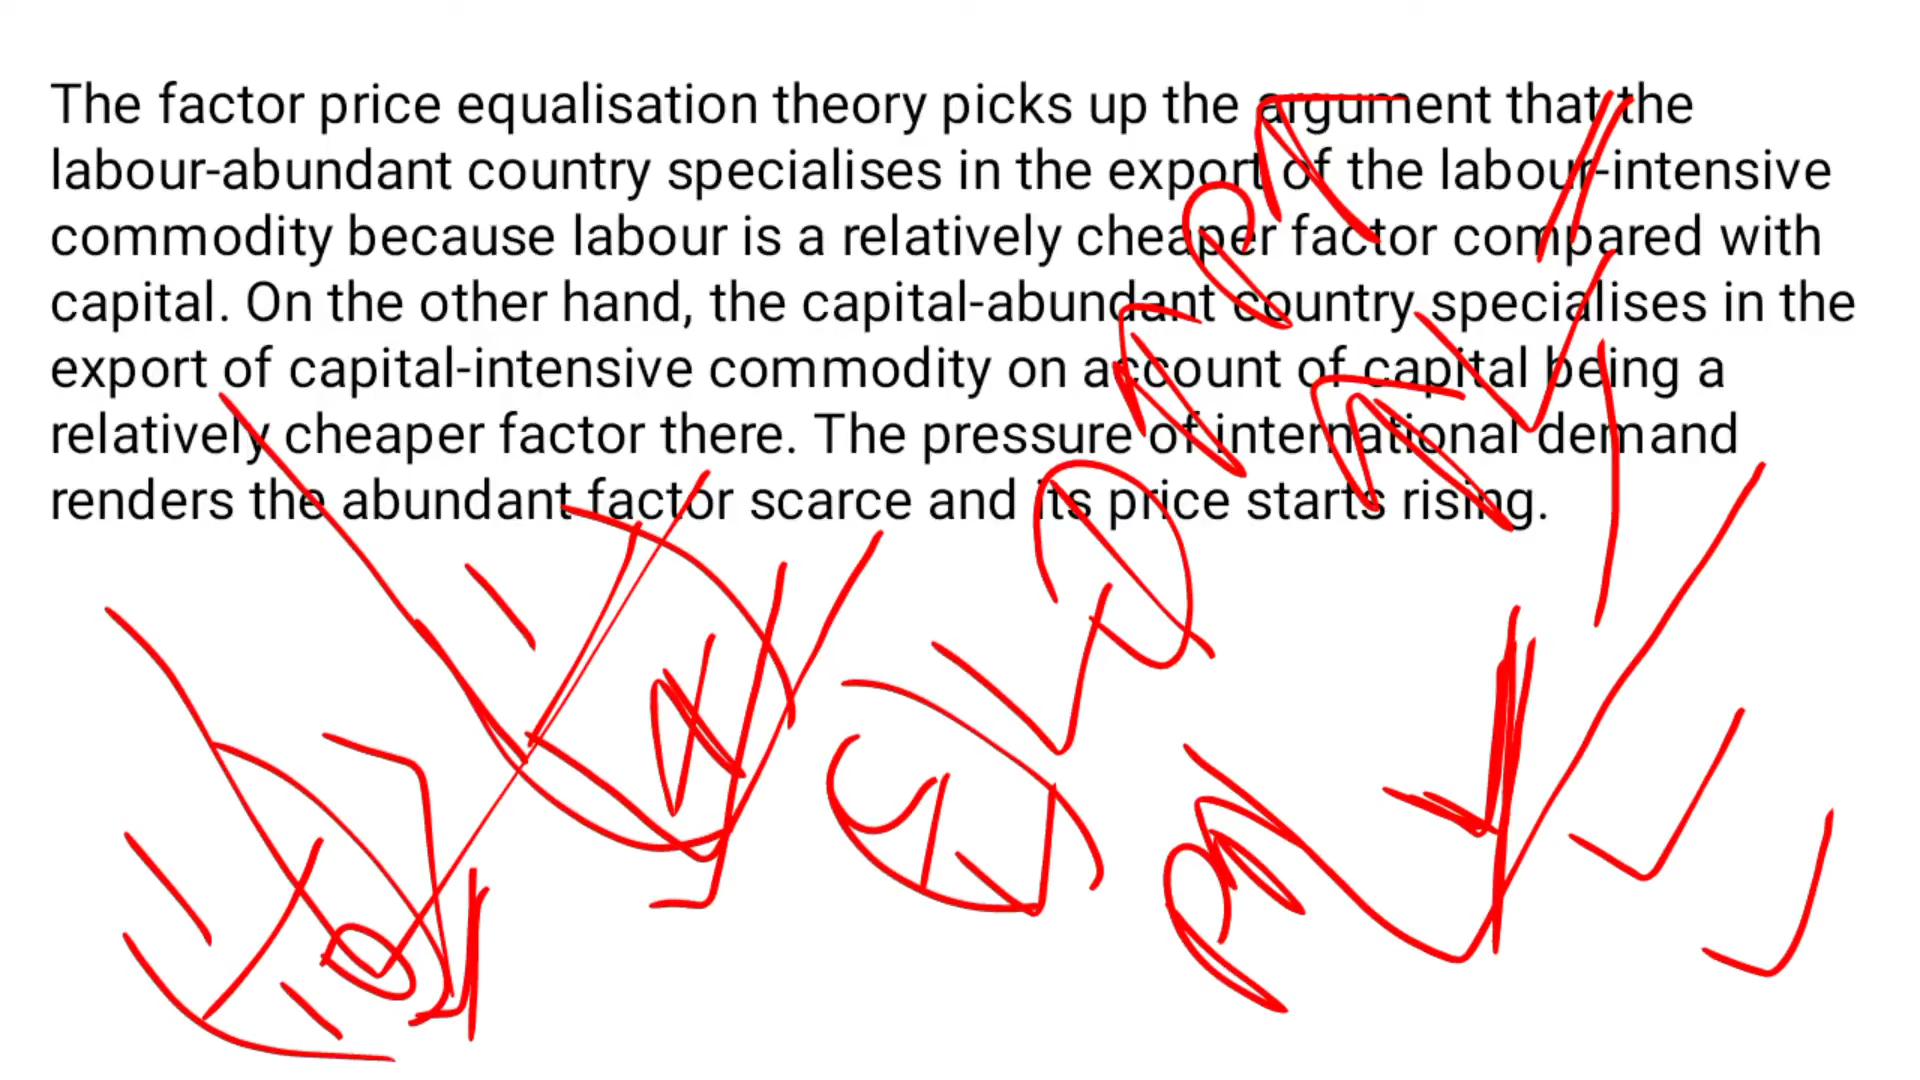 The factor price equalisation theory picks up the argument that the
labour-abundant country specialises in the export of the labour-intensive
commodity because labour is a relatively cheaper factor compared with
capital. On the other hand, the capital-abundant country specialises in the
export of capital-intensive commodity on account of capital being a
relatively cheaper factor there. The pressure of international demand
renders the abundant factor scarce and its price starts rising.